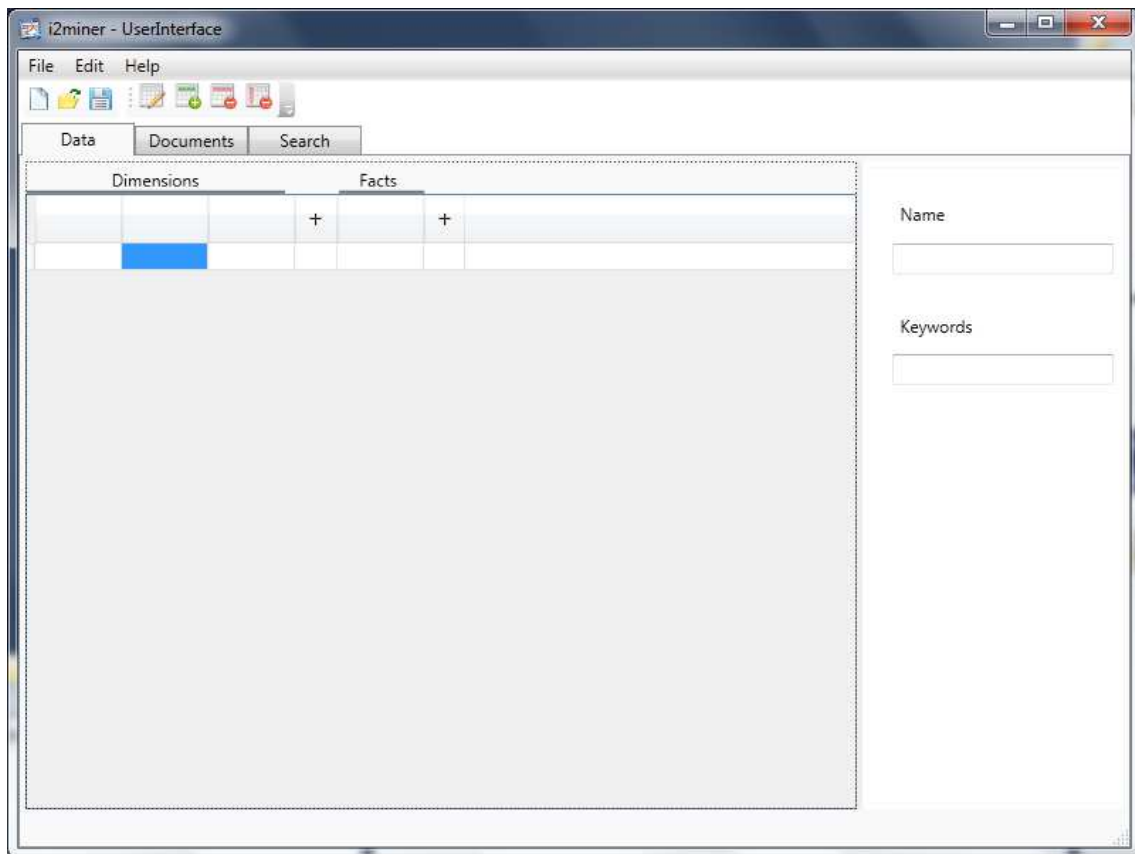 i2miner - UserInterface
File Edit Help
Data Documents Search
Dimensions Facts
+ +
Name
Keywords